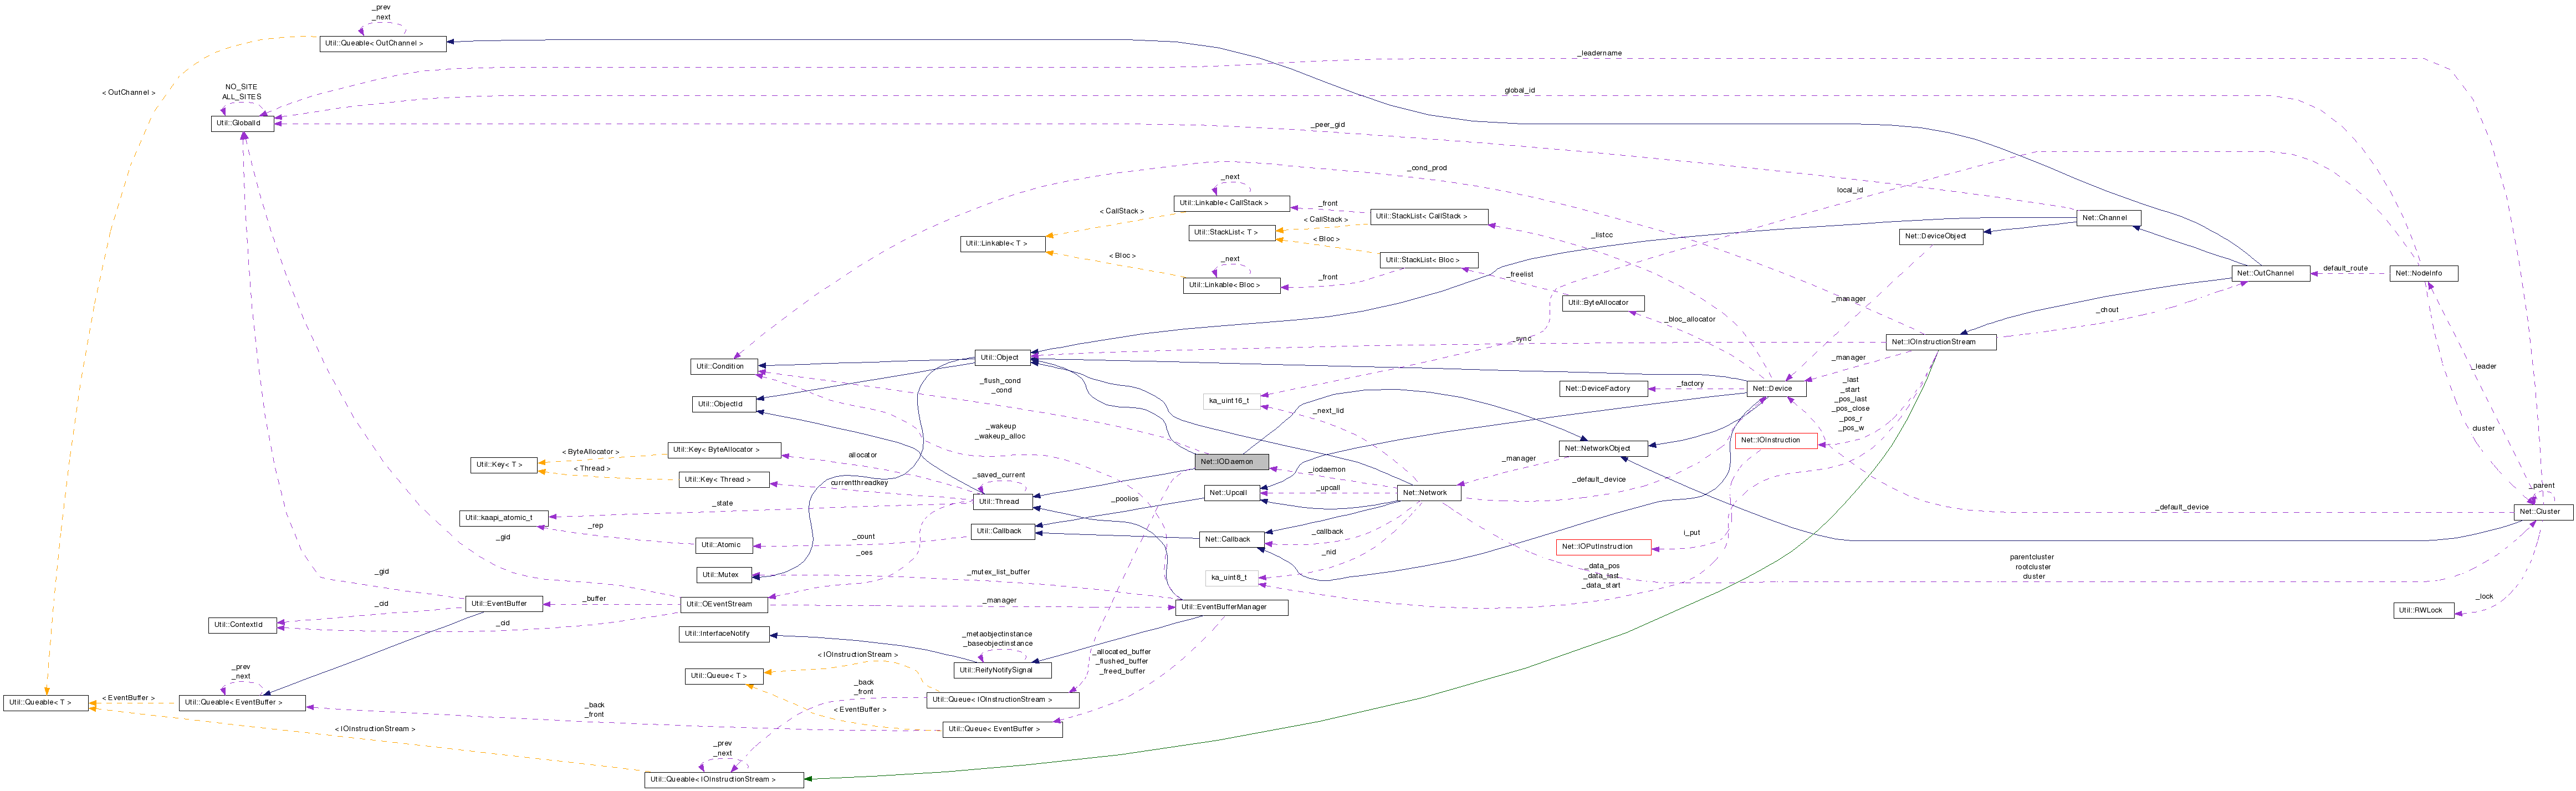 _prev
_next
Util::Queable< OutChannel >
_leadername
< OutChannel >
NO_SITE
ALL_SITES
global_id
Util::GlobalId
_peer_gid
_cond_prod
_next
local_id
Util::Linkable< CallStack >
_front
< CallStack >
Util::StackList< CallStack >
< CallStack >
Net::Channel
Util::StackList< T >
_listcc
Net::DeviceObject
Util::Linkable< T >
< Bloc >
< Bloc >
_next
Util::StackList< Bloc >
_front
_freelist
Util::Linkable< Bloc >
Net::OutChannel
default_route
Net::NodeInfo
Util::ByteAllocator
_manager
_bloc_allocator
_chout
_sync
Net::IOInstructionStream
Util::Object
_manager
Util::Condition
_flush_cond
_cond
_leader
_factory
Net::DeviceFactory
Net::Device
_last
_start
_pos_last
_pos_close
_pos_r
_pos_w
Util::ObjectId
ka_uint16_t
_next_lid
_wakeup
_wakeup_alloc
cluster
Net::IOInstruction
Util::Key< ByteAllocator >
< ByteAllocator >
allocator
Net::NetworkObject
_manager
Net::IODaemon
Util::Key< T >
< Thread >
_iodaemon
_saved_current
Util::Key< Thread >
currentthreadkey
_default_device
_parent
_upcall
Net::Upcall
Net::Network
_poolios
Util::Thread
_state
_default_device
Net::Cluster
Util::kaapi_atomic_t
_rep
Util::Callback
_callback
i_put
_gid
_count
Net::Callback
Util::Atomic
_nid
Net::IOPutInstruction
_oes
parentcluster
rootcluster
cluster
_gid
_mutex_list_buffer
Util::Mutex
ka_uint8_t
_data_pos
_data_last
_data_start
_buffer
_manager
_lock
_cid
Util::EventBuffer
Util::OEventStream
Util::EventBufferManager
Util::RWLock
Util::ContextId
_cid
Util::InterfaceNotify
_metaobjectinstance
_baseobjectinstance
_allocated_buffer
_flushed_buffer
_freed_buffer
< IOInstructionStream >
_prev
_next
Util::ReifyNotifySignal
Util::Queue< T >
_back
_front
Util::Queable< T >
< EventBuffer >
Util::Queable< EventBuffer >
Util::Queue< IOInstructionStream >
_back
_front
< EventBuffer >
Util::Queue< EventBuffer >
< IOInstructionStream >
_prev
_next
Util::Queable< IOInstructionStream >